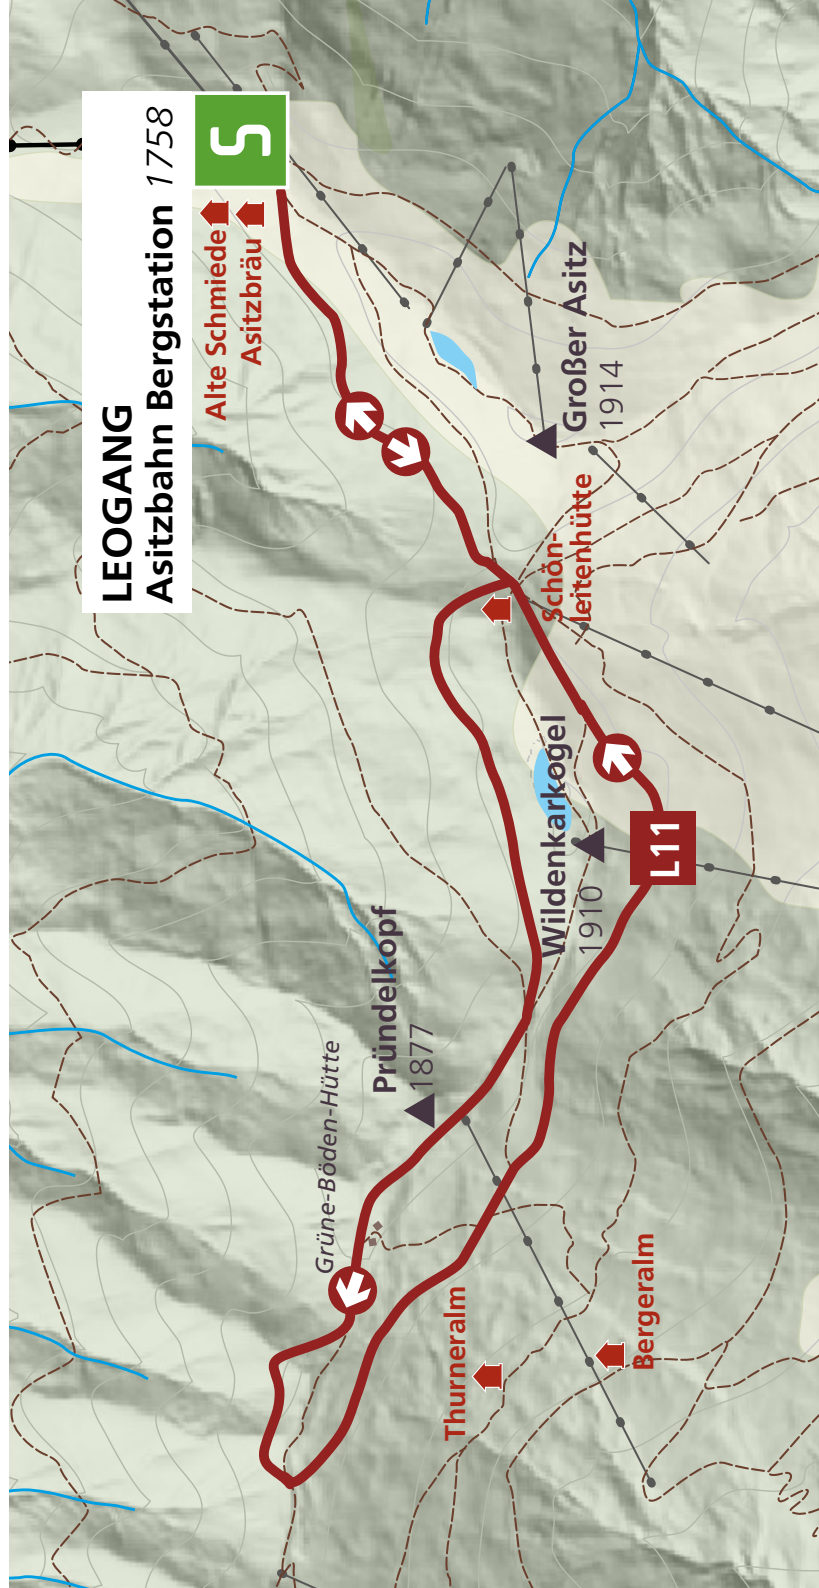 LEOGANG
Asitzbahn Bergstation 1758
S
Alte Schmiede
Asitzbräu
Großer Asitz
1914
Schön-
leitenhütte
Wildenkarkogel
1910
L11
Pründelkopf
1877
Grüne-Böden-Hütte
Thurneralm
Bergeralm